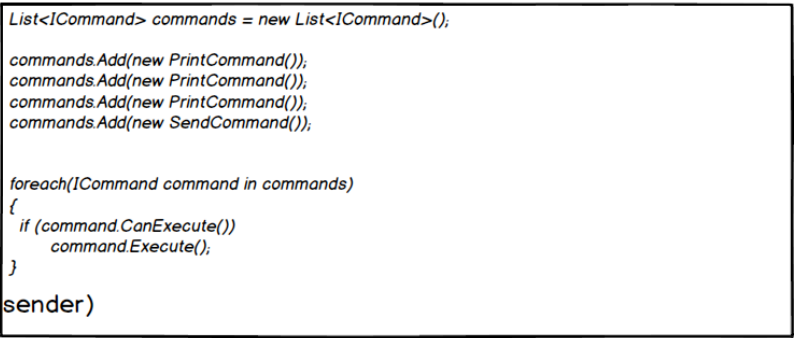 List<ICommand> commands = new List<ICommand>();
commands.Add(new PrintCommand());
commands.Add(new PrintCommand());
commands.Add(new PrintCommand());
commands.Add(new SendCommand());
foreach(ICommand command in commands)
{
if (command.CanExecute())
command.Execute();
}
sender)